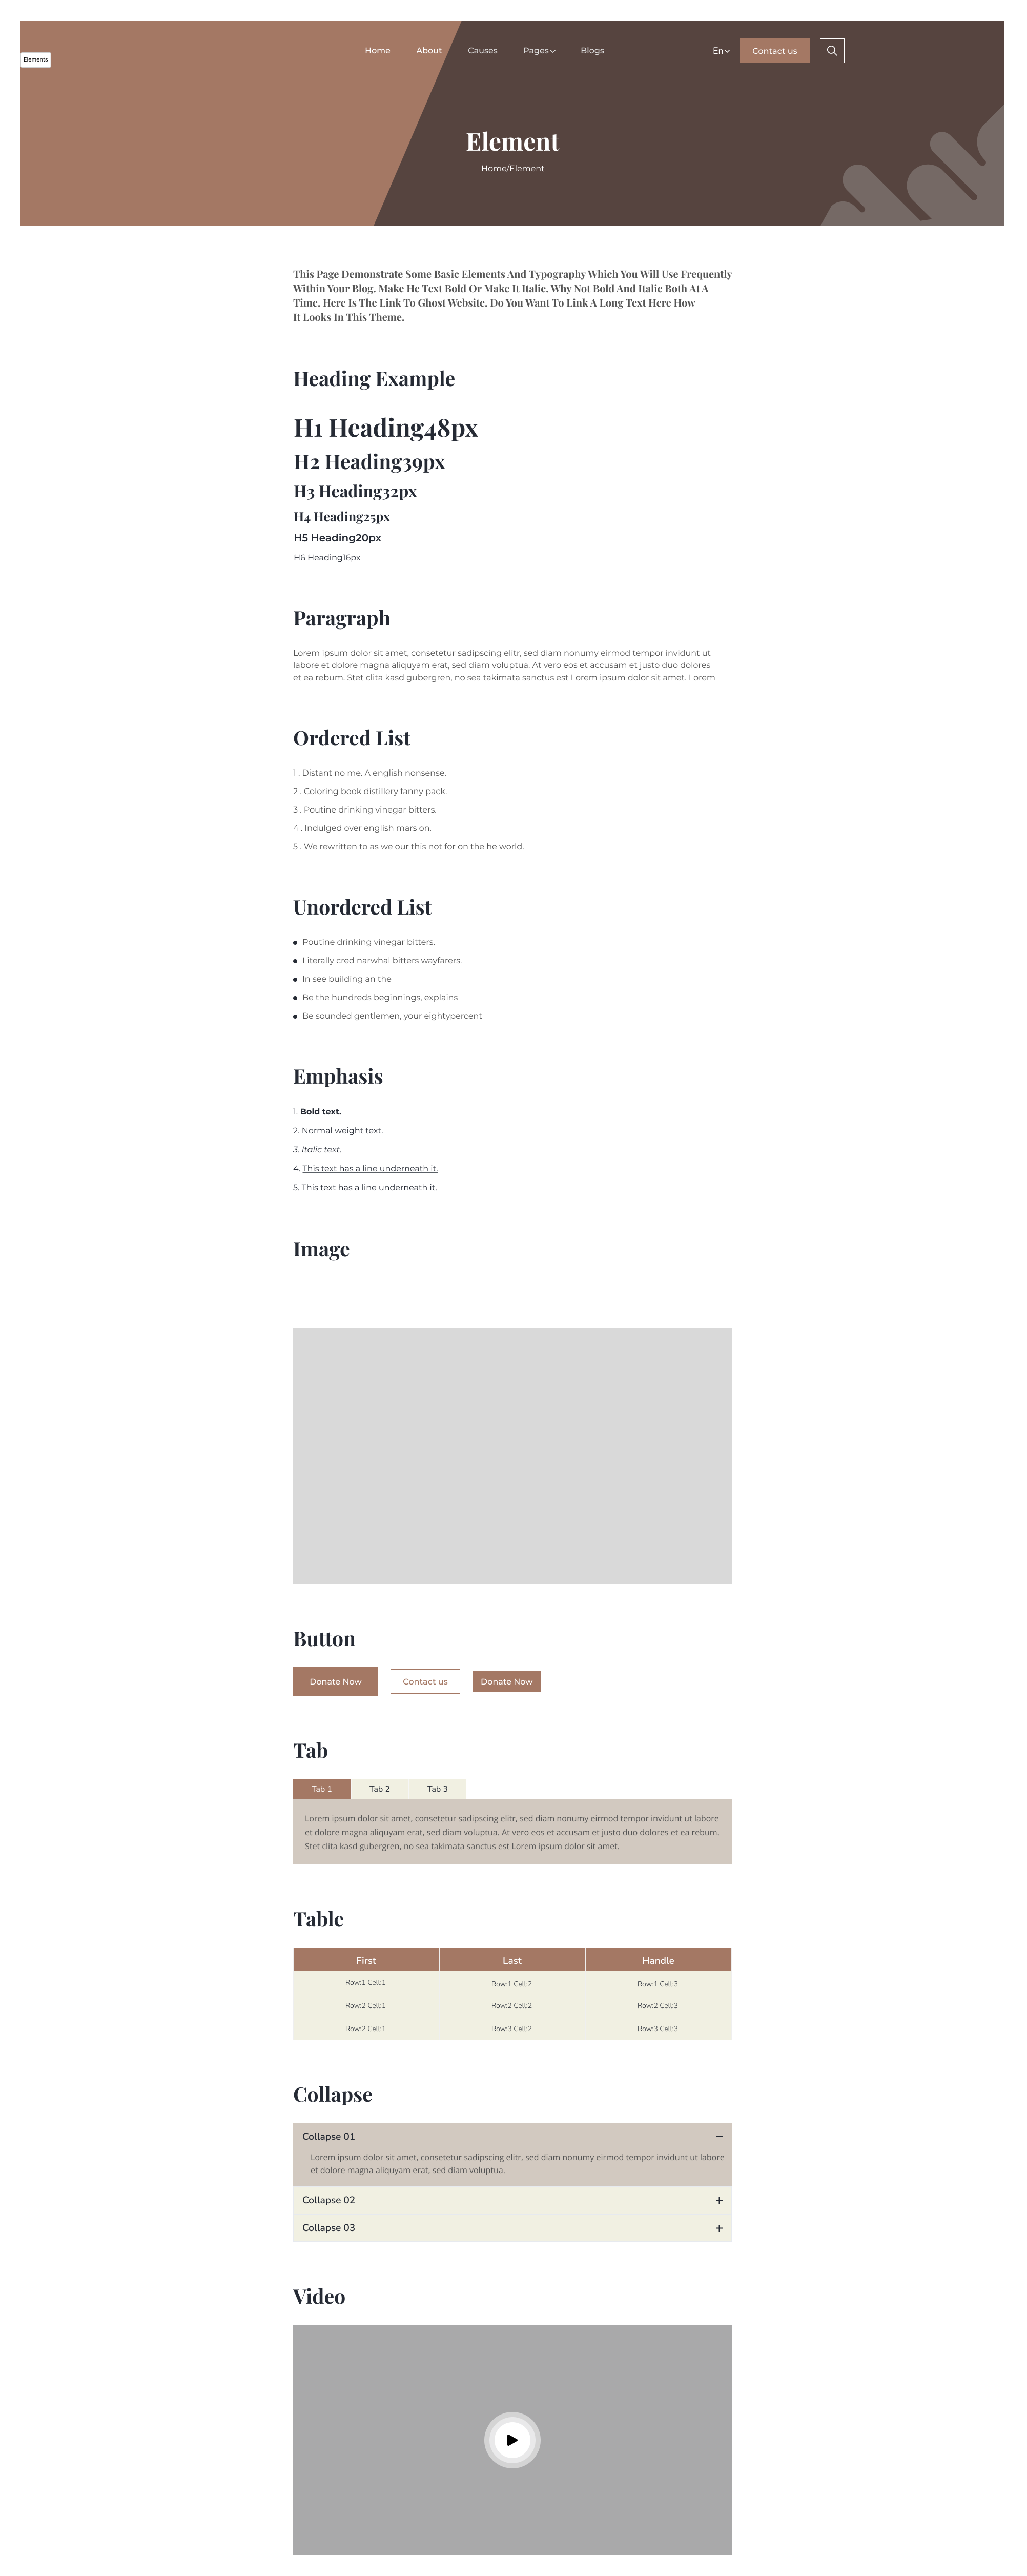 Home About Causes Pages Blogs En Contact us
Elements
Element
Home/Element
This Page Demonstrate Some Basic Elements And Typography Which You Will Use Frequently
Within Your Blog. Make He Text Bold Or Make It Italic. Why Not Bold And Italic Both At A
Time. Here Is The Link To Ghost Website. Do You Want To Link A Long Text Here How
It Looks In This Theme.
Heading Example
H1 Heading48px
H2 Heading39px
H3 Heading32px
H4 Heading25px
H5 Heading20px
H6 Heading16px
Paragraph
Lorem ipsum dolor sit amet, consetetur sadipscing elitr, sed diam nonumy eirmod tempor invidunt ut
labore et dolore magna aliquyam erat, sed diam voluptua. At vero eos et accusam et justo duo dolores
et ea rebum. Stet clita kasd gubergren, no sea takimata sanctus est Lorem ipsum dolor sit amet. Lorem
Ordered List
1 . Distant no me. A english nonsense.
2 . Coloring book distillery fanny pack.
3 . Poutine drinking vinegar bitters.
4 . Indulged over english mars on.
5 . We rewritten to as we our this not for on the he world.
Unordered List
● Poutine drinking vinegar bitters.
● Literally cred narwhal bitters wayfarers.
● In see building an the
● Be the hundreds beginnings, explains
● Be sounded gentlemen, your eightypercent
Emphasis
1. Bold text.
2. Normal weight text.
3. Italic text.
4. This text has a line underneath it.
5. This text has a line underneath it.
Image
Button
Donate Now Contact us Donate Now
Tab
Tab 1 Tab 2 Tab 3
Lorem ipsum dolor sit amet, consetetur sadipscing elitr, sed diam nonumy eirmod tempor invidunt ut labore
et dolore magna aliquyam erat, sed diam voluptua. At vero eos et accusam et justo duo dolores et ea rebum.
Stet clita kasd gubergren, no sea takimata sanctus est Lorem ipsum dolor sit amet.
Table
First Last Handle
Row:1 Cell:1 Row:1 Cell:2 Row:1 Cell:3
Row:2 Cell:1 Row:2 Cell:2 Row:2 Cell:3
Row:2 Cell:1 Row:3 Cell:2 Row:3 Cell:3
Collapse
Collapse 01
Lorem ipsum dolor sit amet, consetetur sadipscing elitr, sed diam nonumy eirmod tempor invidunt ut labore
et dolore magna aliquyam erat, sed diam voluptua.
Collapse 02
Collapse 03
Video